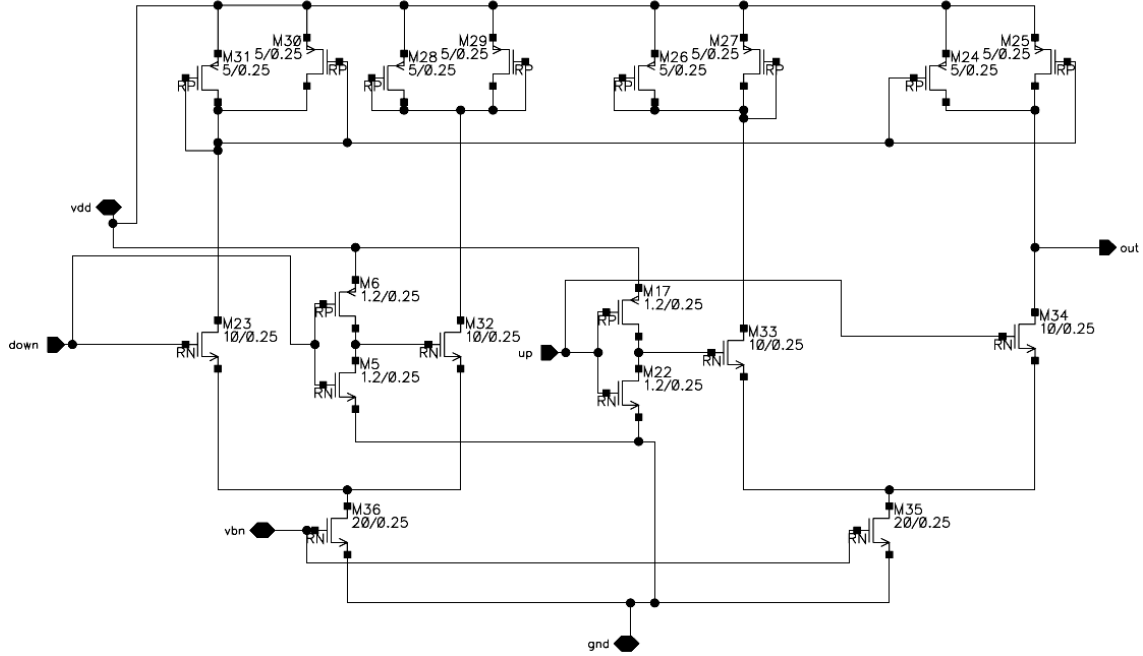 M31
5/0.25
RP
M30
5/0.25
RP
M28
5/0.25
RP
M29
5/0.25
RP
M26
5/0.25
RP
M27
5/0.25
RP
M24
5/0.25
RP
M25
5/0.25
RP
vdd
out
down
M23
10/0.25
RN
M6
1.2/0.25
RP
M5
1.2/0.25
RN
M32
10/0.25
RN
up
M17
1.2/0.25
RP
M22
1.2/0.25
RN
M33
10/0.25
RN
M34
10/0.25
RN
vbn
M36
20/0.25
RN
M35
20/0.25
RN
gnd